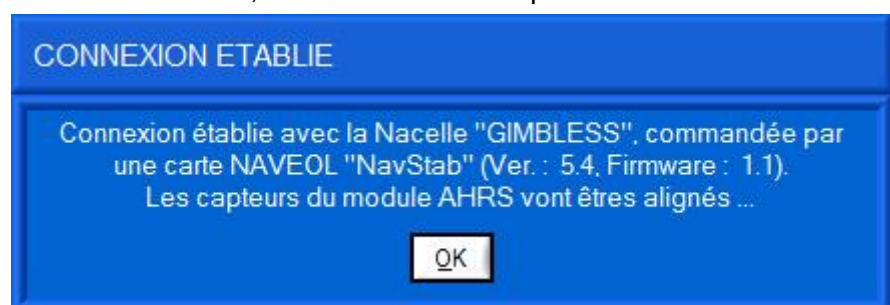 CONNEXION ETABLIE
Connexion établie avec la Nacelle "GIMBLESS", commandée par
une carte NAVEOL "NavStab" (Ver. : 5.4, Firmware : 1.1).
Les capteurs du module AHRS vont êtres alignés ...
OK